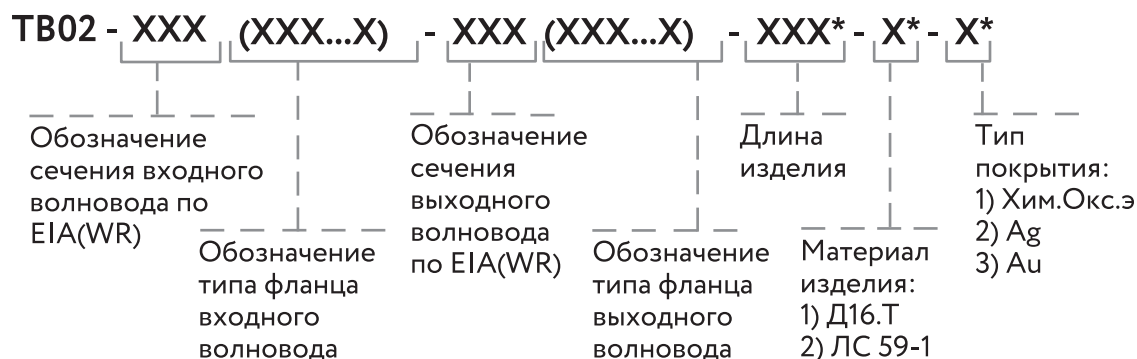 ТВ02 - XXX (XXX...X) - XXX (XXX...X) - XXX* - X* - X*
Обозначение
сечения входного
волновода по
EIA(WR)
Обозначение
типа фланца
входного
волновода
Обозначение
сечения
выходного
волновода
по EIA(WR)
Обозначение
типа фланца
выходного
волновода
Длина
изделия
Материал
изделия:
1) Д16.Т
2) ЛС 59-1
Тип
покрытия:
1) Хим.Окс.э
2) Ag
3) Au